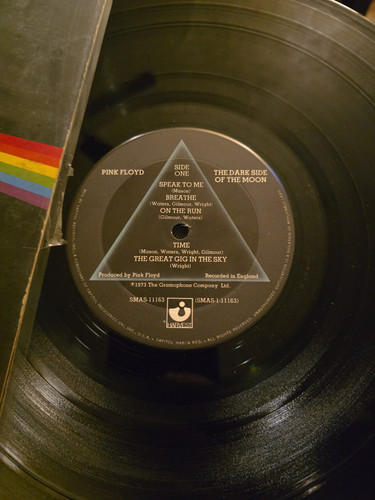 PINK FLOYD
SIDE
ONE
THE DARK SIDE
OF THE MOON
SPEAK TO ME
(Mason)
BREATHE
(Waters, Gilmour, Wright)
ON THE RUN
(Gilmour, Waters)
TIME
(Mason, Waters, Wright, Gilmour)
THE GREAT GIG IN THE SKY
(Wright)
Produced by Pink Floyd
Recorded in England
℗1973 The Gramophone Company Ltd.
SMAS-11163
(SMAS-1-11163)
HARVEST